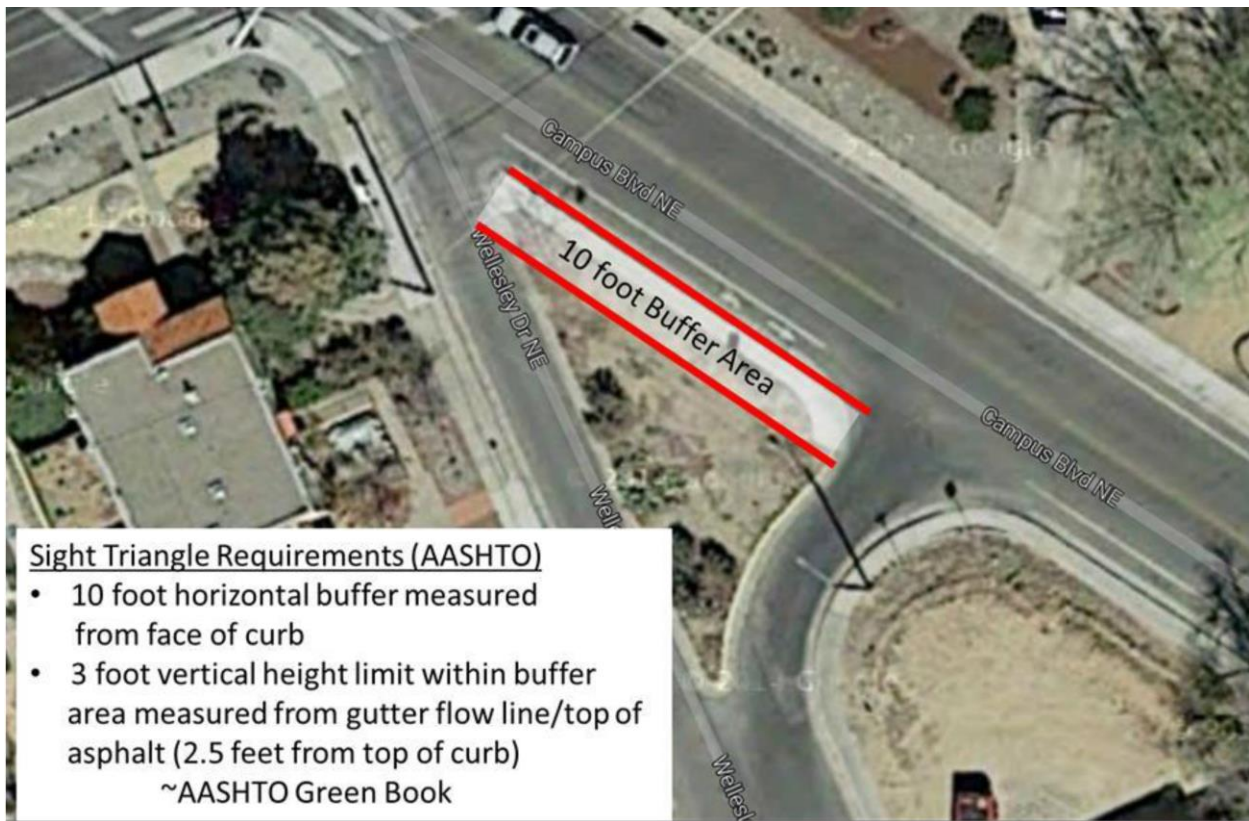 Campus Blvd NE
10 foot Buffer Area
Wellesley Dr NE
Campus Blvd NE
Sight Triangle Requirements (AASHTO)
• 10 foot horizontal buffer measured
from face of curb
• 3 foot vertical height limit within buffer
area measured from gutter flow line/top of
asphalt (2.5 feet from top of curb)
~AASHTO Green Book